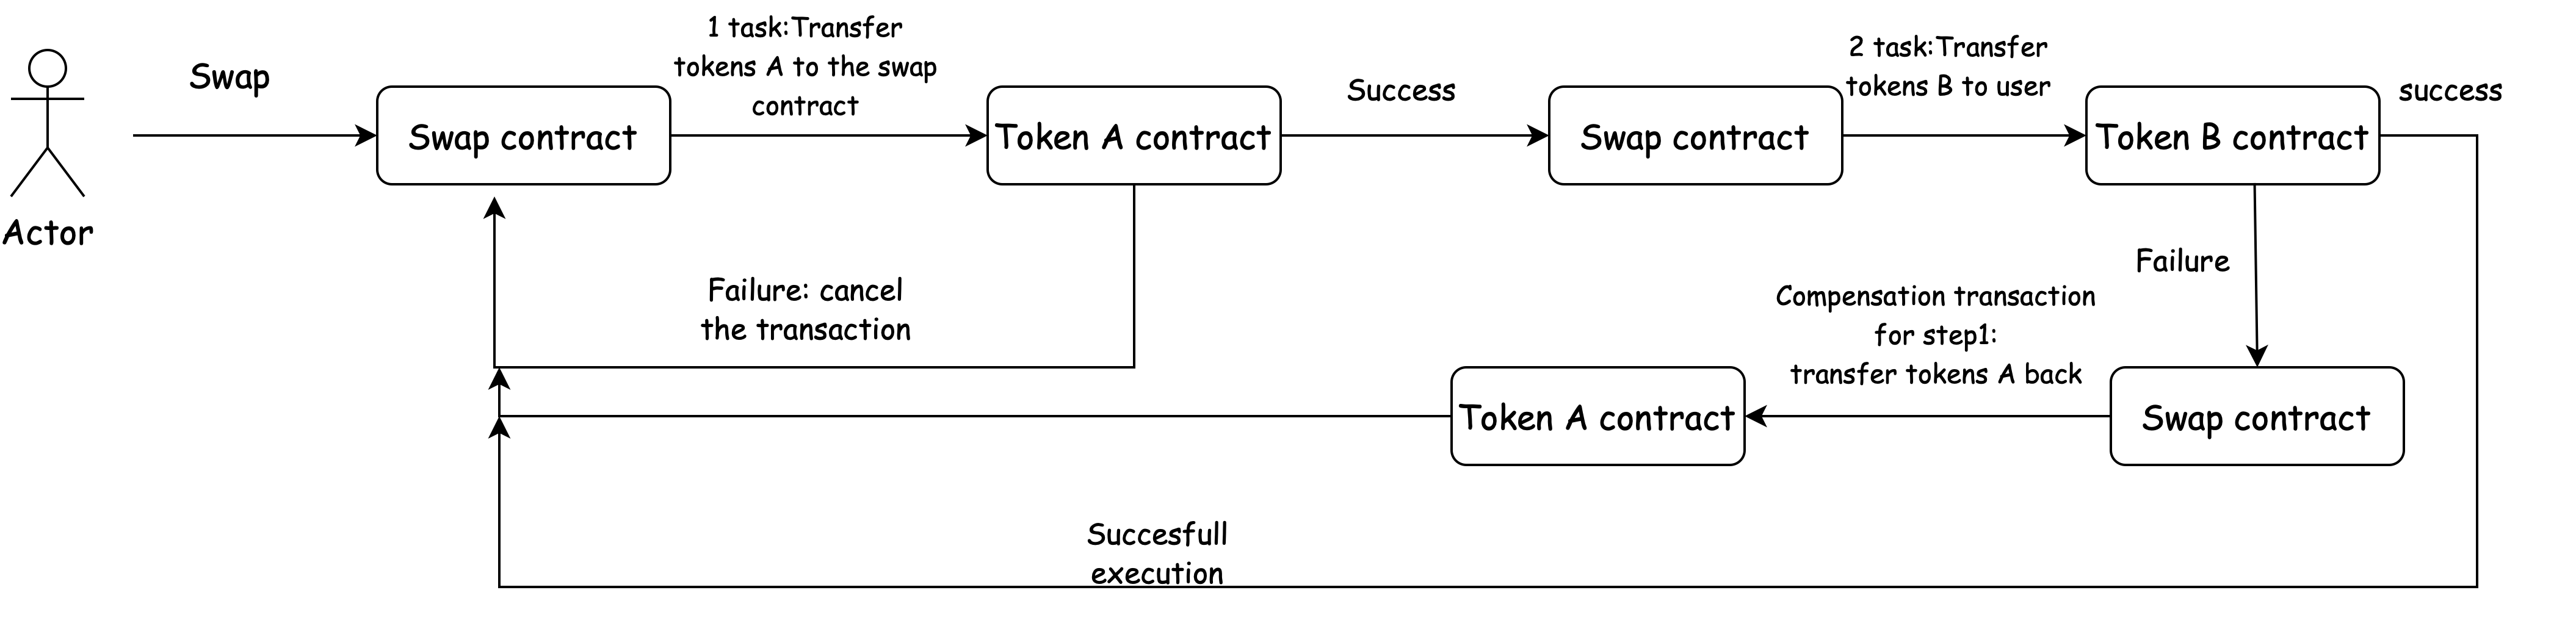 Swap
1 task:Transfer
tokens A to the swap
contract
Success
2 task:Transfer
tokens B to user
success
Swap contract
Token A contract
Swap contract
Token B contract
Actor
Failure: cancel
the transaction
Failure
Compensation transaction
for step1:
transfer tokens A back
Token A contract
Swap contract
Succesfull
execution